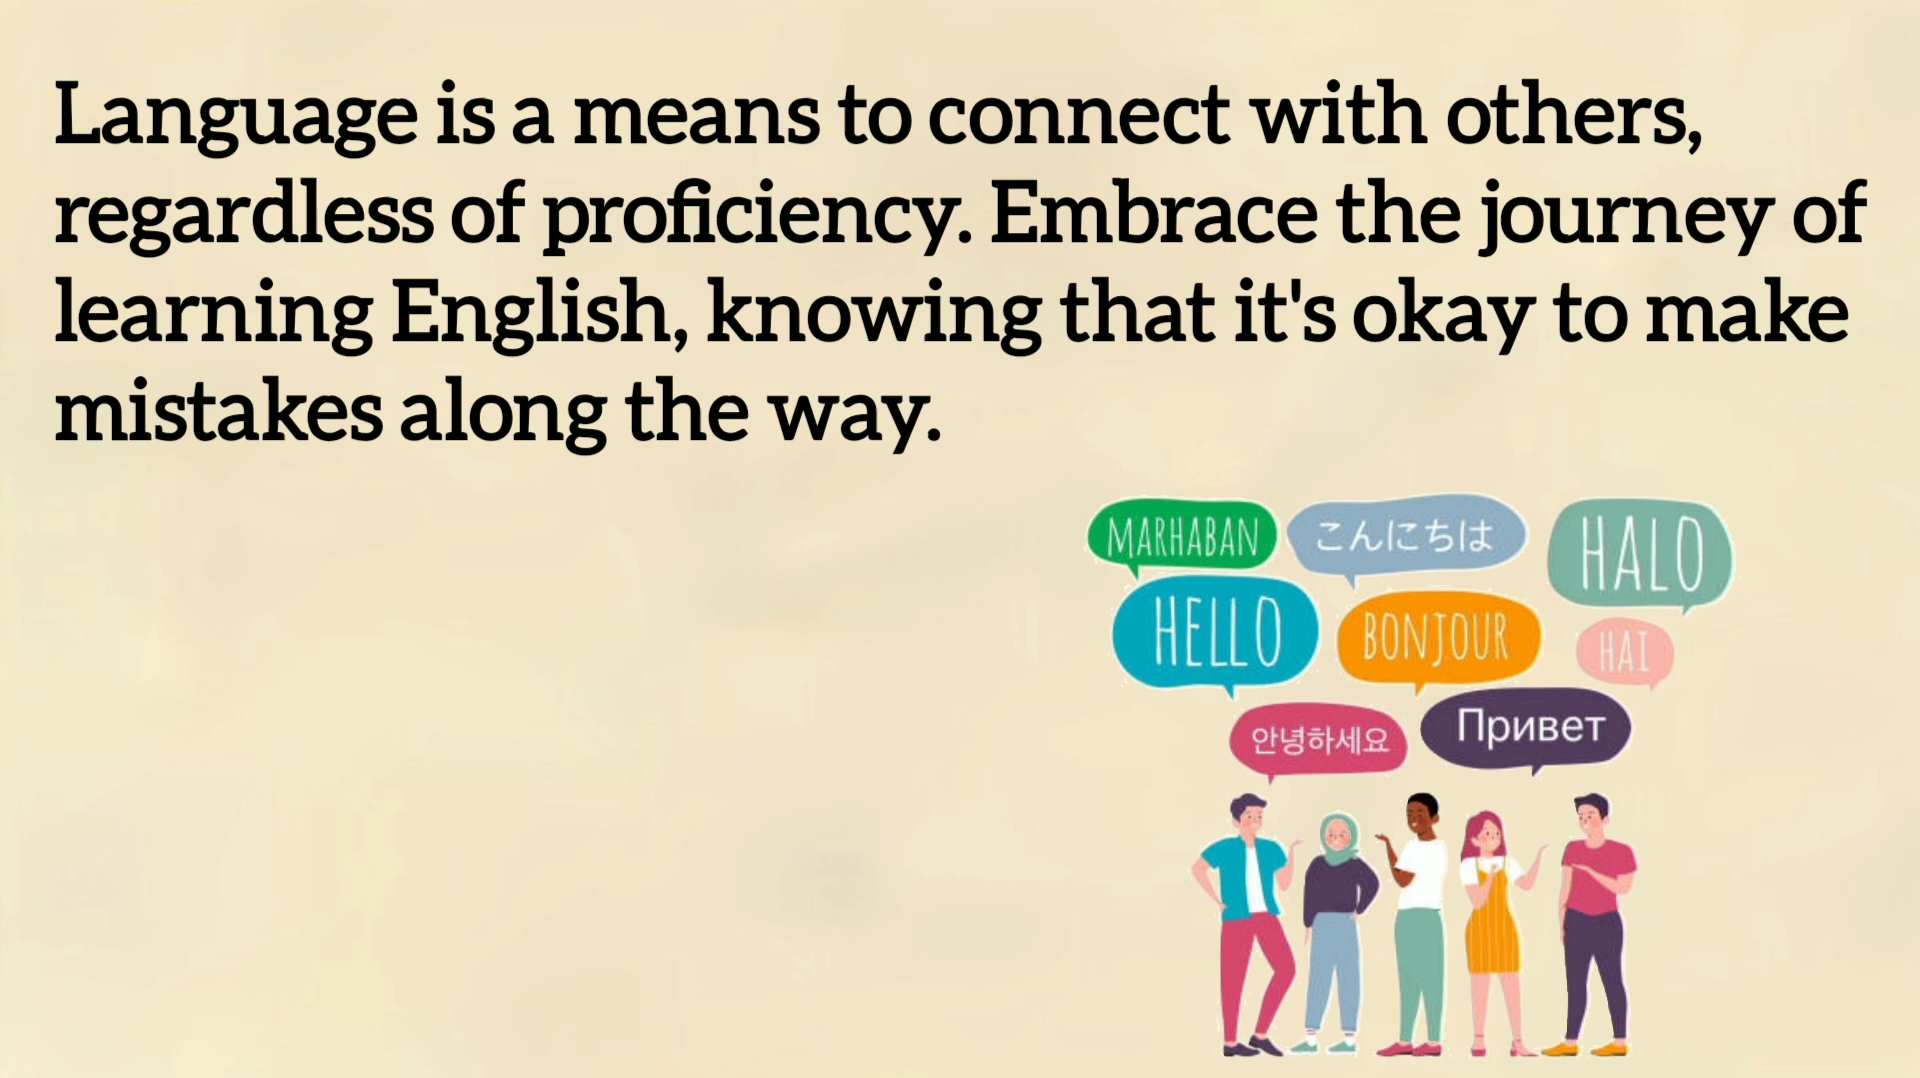 Language is a means to connect with others,
regardless of proficiency. Embrace the journey of
learning English, knowing that it's okay to make
mistakes along the way.
MARHABAN
こんにちは
HALO
HELLO
BONJOUR
HAI
안녕하세요
Привет